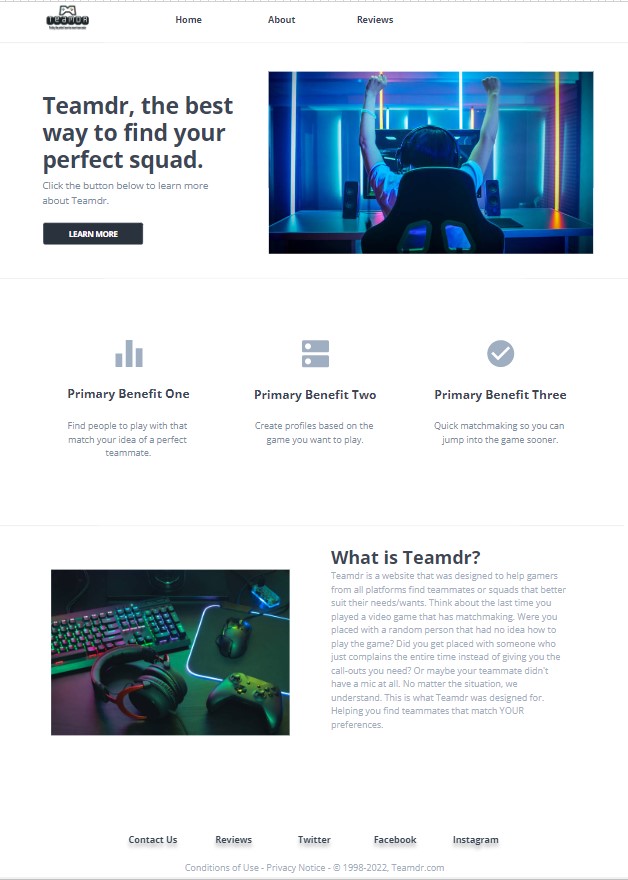 TEAMDR
Home
About
Reviews
Teamdr, the best
way to find your
perfect squad.
Click the button below to learn more
about Teamdr.
LEARN MORE
Primary Benefit One
Find people to play with that
match your idea of a perfect
teammate.
Primary Benefit Two
Create profiles based on the
game you want to play.
Primary Benefit Three
Quick matchmaking so you can
jump into the game sooner.
What is Teamdr?
Teamdr is a website that was designed to help gamers
from all platforms find teammates or squads that better
suit their needs/wants. Think about the last time you
played a video game that has matchmaking. Were you
placed with a random person that had no idea how to
play the game? Did you get placed with someone who
just complains the entire time instead of giving you the
call-outs you need? Or maybe your teammate didn't
have a mic at all. No matter the situation, we
understand. This is what Teamdr was designed for.
Helping you find teammates that match YOUR
preferences.
Contact Us
Reviews
Twitter
Facebook
Instagram
Conditions of Use - Privacy Notice - © 1998-2022, Teamdr.com